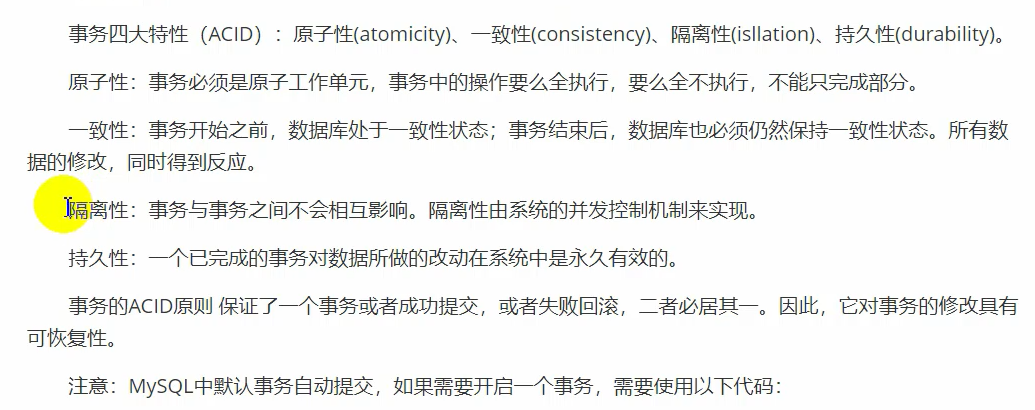 事务四大特性（ACID）：原子性(atomicity)、一致性(consistency)、隔离性(isllation)、持久性(durability)。
原子性：事务必须是原子工作单元，事务中的操作要么全执行，要么全不执行，不能只完成部分。
一致性：事务开始之前，数据库处于一致性状态；事务结束后，数据库也必须仍然保持一致性状态。所有数
据的修改，同时得到反应。
隔离性：事务与事务之间不会相互影响。隔离性由系统的并发控制机制来实现。
持久性：一个已完成的事务对数据所做的改动在系统中是永久有效的。
事务的ACID原则 保证了一个事务或者成功提交，或者失败回滚，二者必居其一。因此，它对事务的修改具有
可恢复性。
注意：MySQL中默认事务自动提交，如果需要开启一个事务，需要使用以下代码：